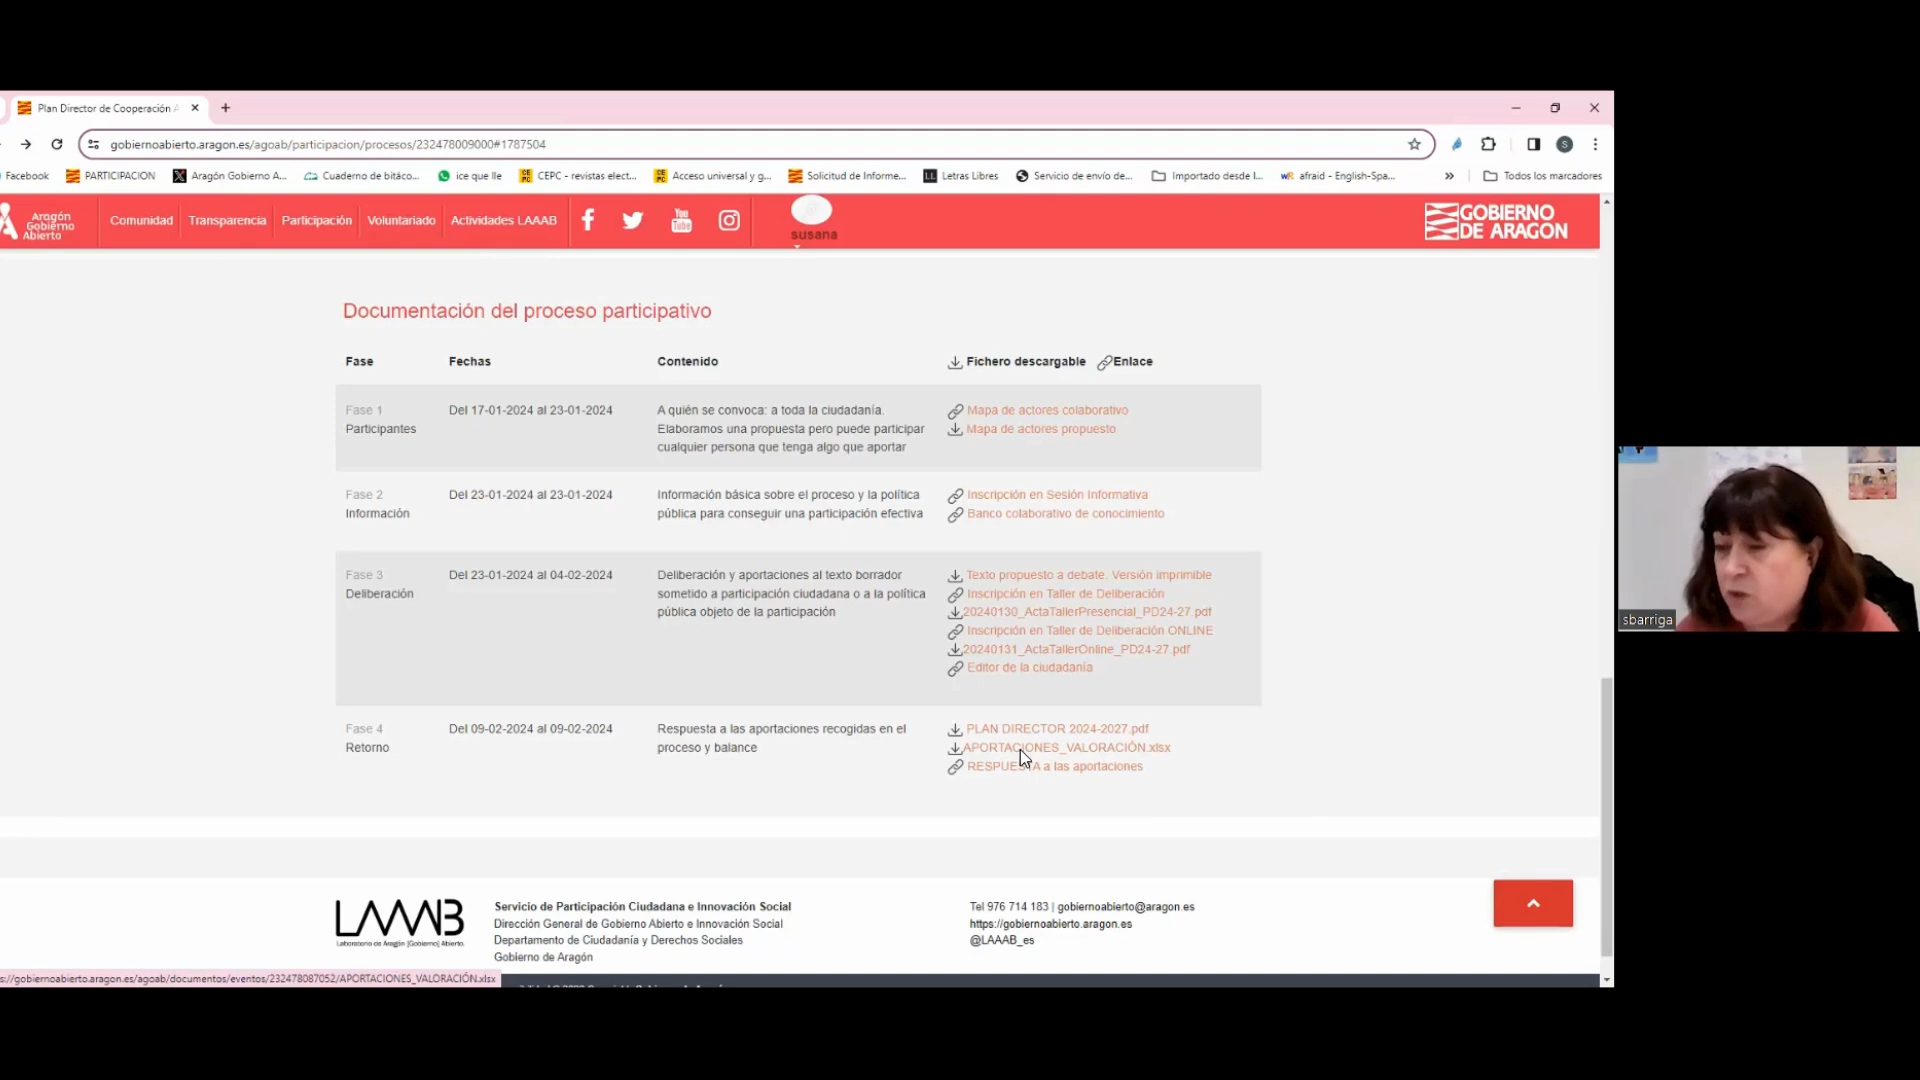 Plan Director de Cooperación A
gobiernoabierto.aragon.es/agoab/participacion/procesos/232478009000#1787504
S
Facebook PARTICIPACION Aragón Gobierno A... Cuaderno de bitáco... ice que lle CEPC - revistas elect... Acceso universal y g... Solicitud de Informe... LL Letras Libres Servicio de envío de... Importado desde I... WR afraid - English-Spa... » Todos los marcadores
Aragón
Gobierno
Abierto
Comunidad Transparencia Participación Voluntariado Actividades LAAAB
You Tube
susana
GOBIERNO
DE ARAGON
Documentación del proceso participativo
Fase Fechas Contenido Fichero descargable Enlace
Fase 1 Del 17-01-2024 al 23-01-2024 A quién se convoca: a toda la ciudadanía. Mapa de actores colaborativo
Participantes Elaboramos una propuesta pero puede participar Mapa de actores propuesto
cualquier persona que tenga algo que aportar
Fase 2 Del 23-01-2024 al 23-01-2024 Información básica sobre el proceso y la política Inscripción en Sesión Informativa
Información pública para conseguir una participación efectiva Banco colaborativo de conocimiento
Fase 3 Del 23-01-2024 al 04-02-2024 Deliberación y aportaciones al texto borrador Texto propuesto a debate. Versión imprimible
Deliberación sometido a participación ciudadana o a la política Inscripción en Taller de Deliberación
pública objeto de la participación 20240130_ActaTallerPresencial_PD24-27.pdf
Inscripción en Taller de Deliberación ONLINE
20240131_ActaTallerOnline_PD24-27.pdf
Editor de la ciudadanía
Fase 4 Del 09-02-2024 al 09-02-2024 Respuesta a las aportaciones recogidas en el PLAN DIRECTOR 2024-2027.pdf
Retorno proceso y balance APORTACIONES_VALORACIÓN.xlsx
RESPUESTA a las aportaciones
sbarriga
LAAAB
Laboratorio de Aragón [Gobierno] Abierto
Servicio de Participación Ciudadana e Innovación Social Tel 976 714 183 | gobiernoabierto@aragon.es
Dirección General de Gobierno Abierto e Innovación Social https://gobiernoabierto.aragon.es
Departamento de Ciudadanía y Derechos Sociales @LAAAB_es
Gobierno de Aragón
s://gobiernoabierto.aragon.es/agoab/documentos/eventos/232478087052/APORTACIONES_VALORACIÓN.xlsx